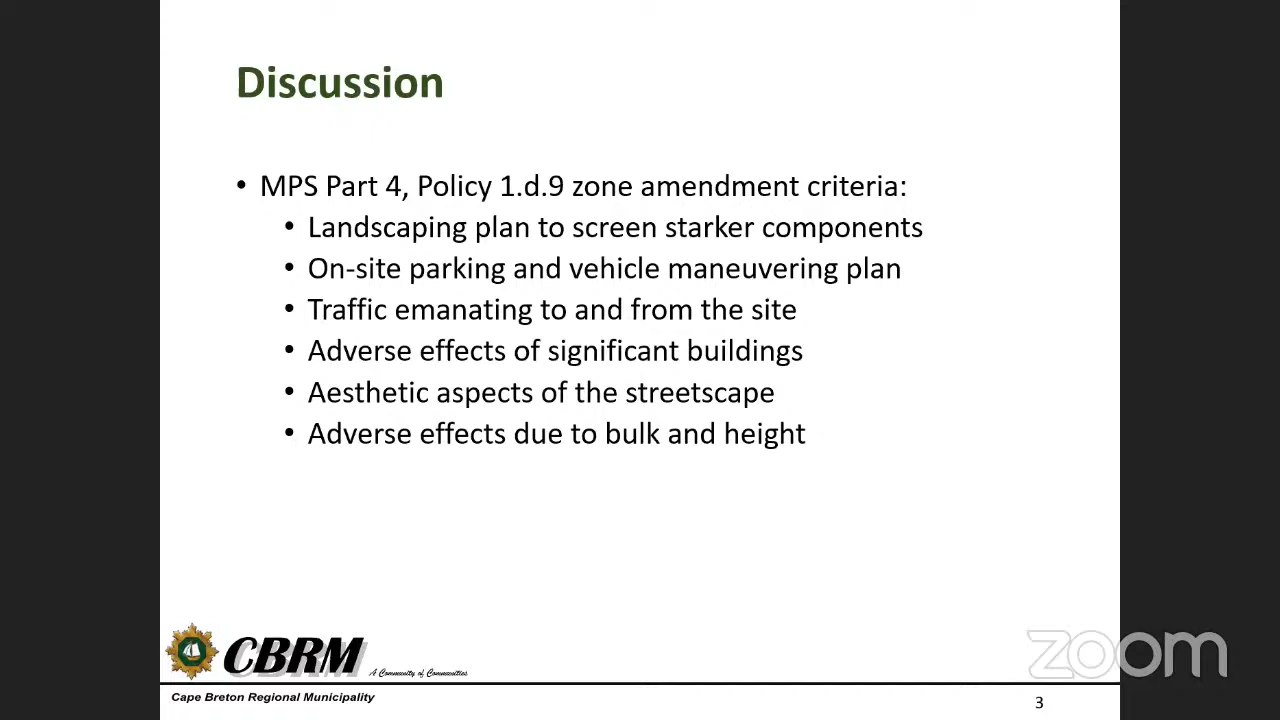 Discussion
• MPS Part 4, Policy 1.d.9 zone amendment criteria:
• Landscaping plan to screen starker components
• On-site parking and vehicle maneuvering plan
• Traffic emanating to and from the site
• Adverse effects of significant buildings
• Aesthetic aspects of the streetscape
• Adverse effects due to bulk and height
CBRM A Community of Communities
zoom
Cape Breton Regional Municipality
3